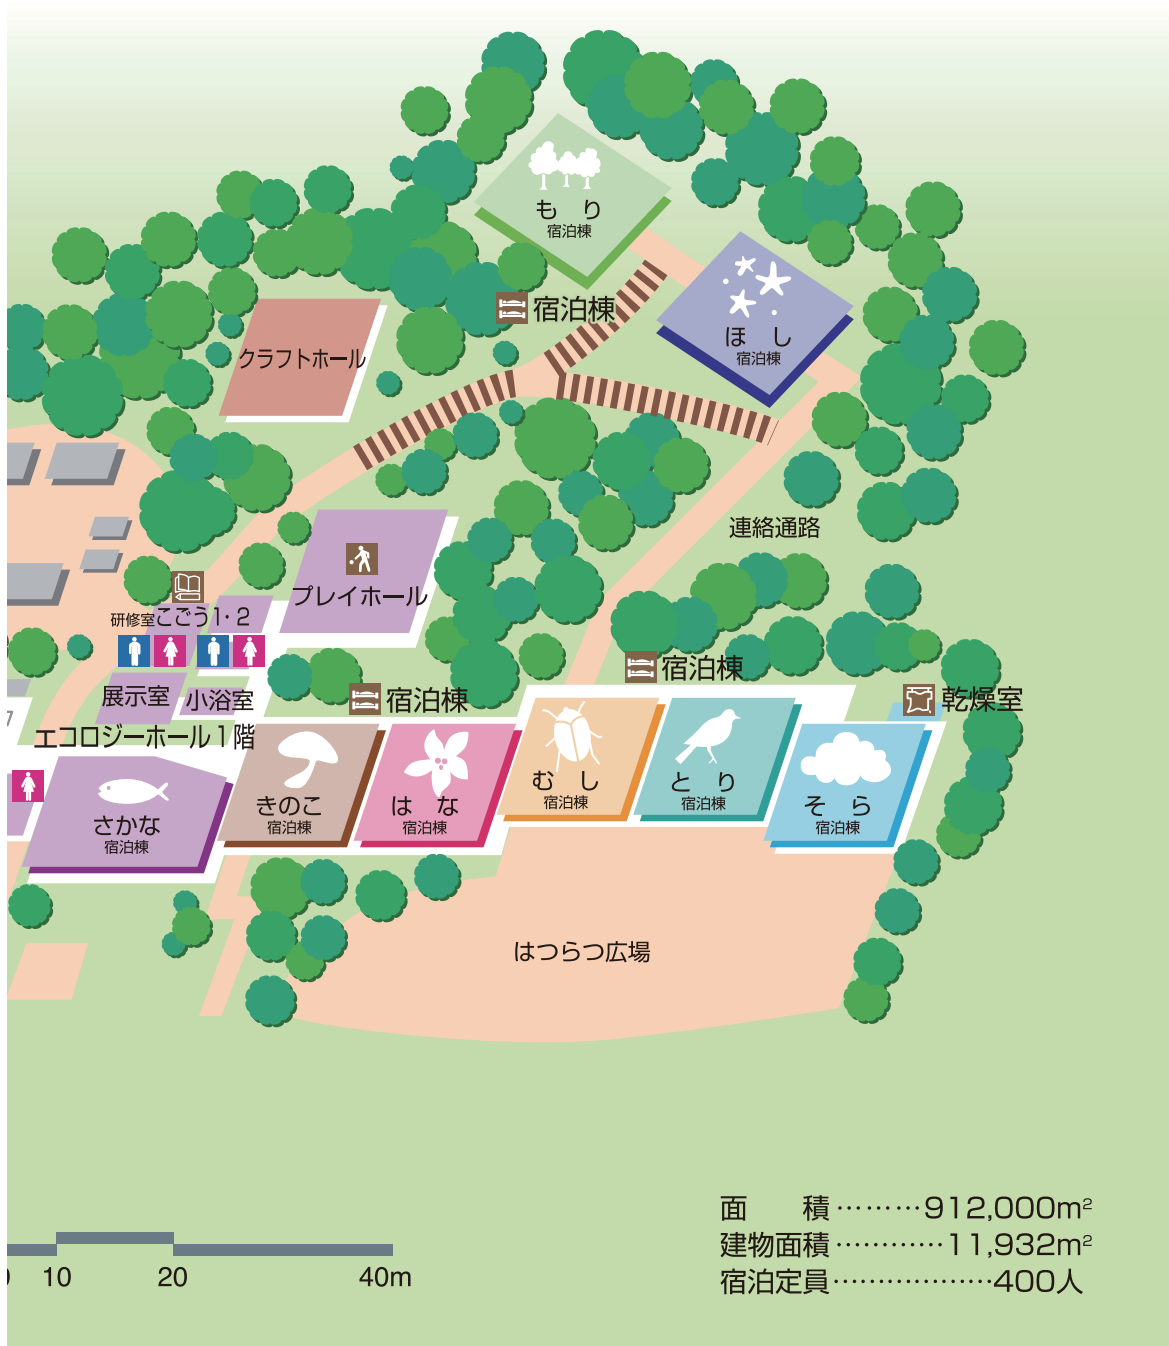 もり
宿泊棟
ほし
宿泊棟
宿泊棟
クラフトホール
連絡通路
プレイホール
研修室ごごう1・2
展示室
小浴室
エコロジーホール1階
宿泊棟
宿泊棟
乾燥室
さかな
宿泊棟
きのこ
宿泊棟
はな
宿泊棟
むし
宿泊棟
とり
宿泊棟
そら
宿泊棟
はつらつ広場
面　積………912,000m²
建物面積…………11,932m²
宿泊定員………………400人
10 20 40m